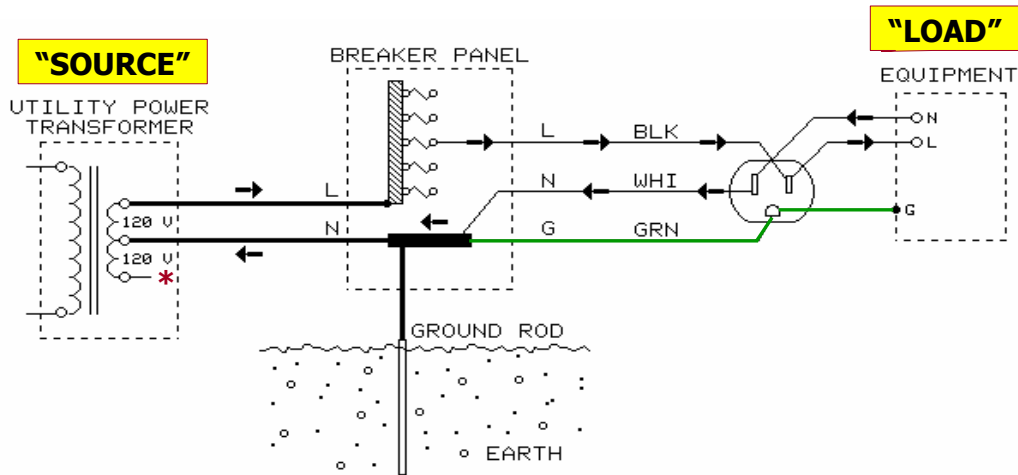 “SOURCE”
“LOAD”
BREAKER PANEL
EQUIPMENT
UTILITY POWER
TRANSFORMER
N
L
BLK
L
L
N
WHI
120 V
N
G
GRN
G
120 V
*
GROUND ROD
EARTH